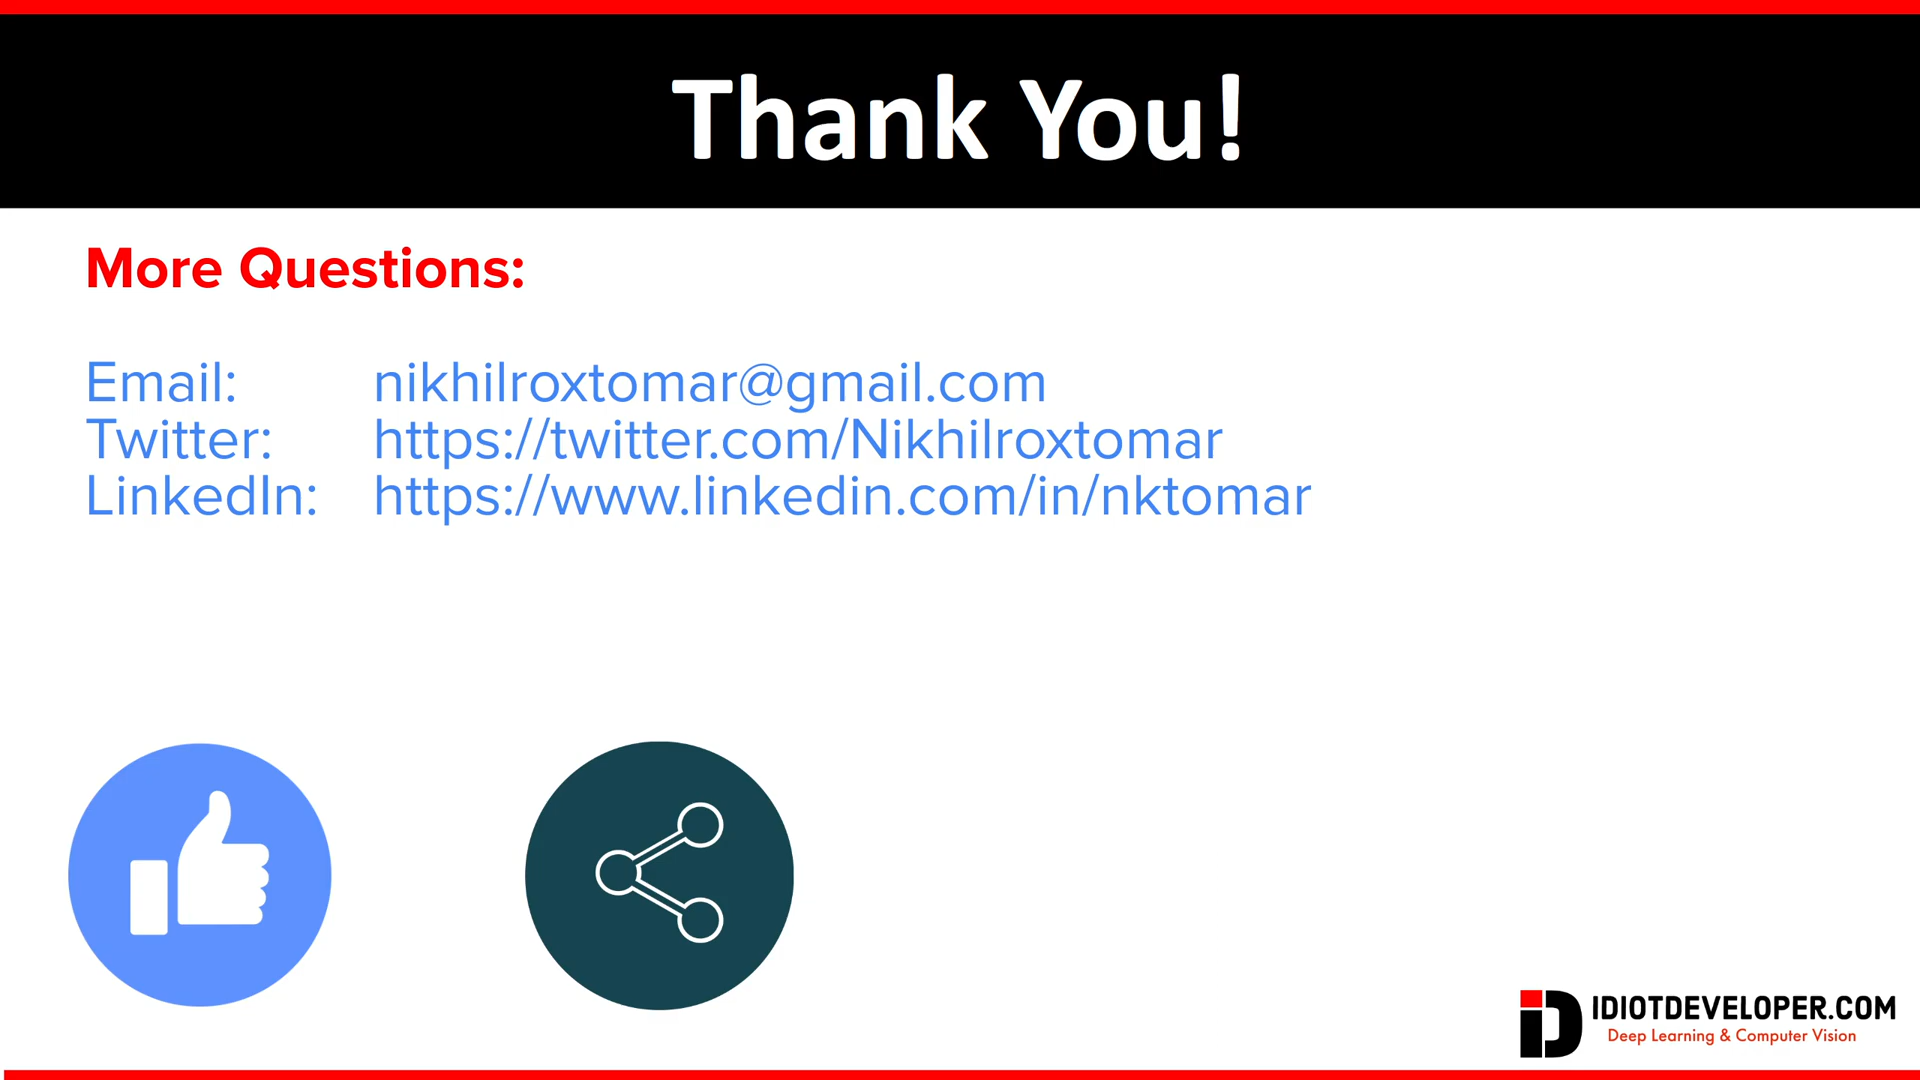 Thank You!
More Questions:
Email: nikhilroxtomar@gmail.com
Twitter: https://twitter.com/Nikhilroxtomar
LinkedIn: https://www.linkedin.com/in/nktomar
iD IDIOTDEVELOPER.COM
Deep Learning & Computer Vision